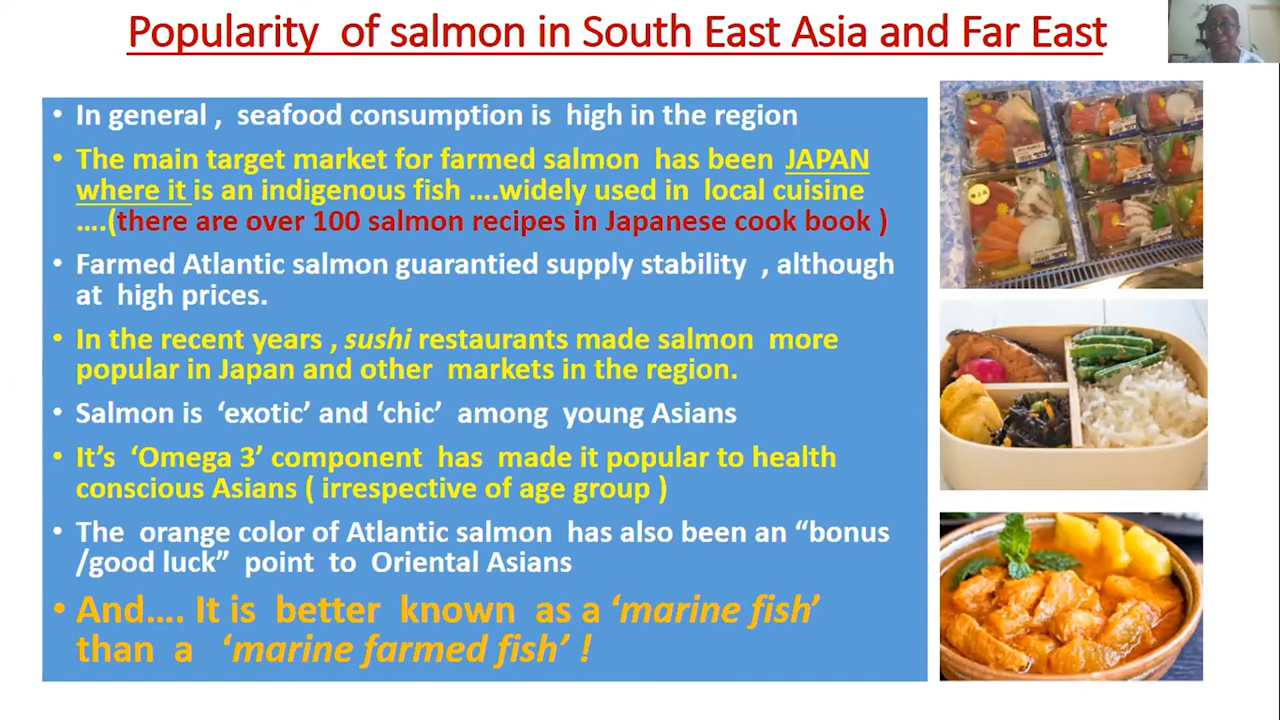 Popularity of salmon in South East Asia and Far East
• In general , seafood consumption is high in the region
• The main target market for farmed salmon has been JAPAN
where it is an indigenous fish ....widely used in local cuisine
....(there are over 100 salmon recipes in Japanese cook book )
• Farmed Atlantic salmon guarantied supply stability , although
at high prices.
• In the recent years , sushi restaurants made salmon more
popular in Japan and other markets in the region.
• Salmon is ‘exotic’ and ‘chic’ among young Asians
• It’s ‘Omega 3’ component has made it popular to health
conscious Asians ( irrespective of age group )
• The orange color of Atlantic salmon has also been an “bonus
/good luck” point to Oriental Asians
• And.... It is better known as a ‘marine fish’
than a ‘marine farmed fish’ !